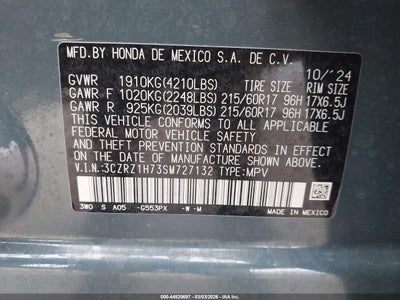 MFD.BY HONDA DE MEXICO S.A. DE C.V.
10/'24
GVWR 1910KG(4210LBS) TIRE SIZE RIM SIZE
GAWR F 1020KG(2248LBS) 215/60R17 96H 17X6.5J
GAWR R 925KG(2039LBS) 215/60R17 96H 17X6.5J
THIS VEHICLE CONFORMS TO ALL APPLICABLE
FEDERAL MOTOR VEHICLE SAFETY
AND THEFT PREVENTION STANDARDS IN EFFECT
ON THE DATE OF MANUFACTURE SHOWN ABOVE.
V.I.N.:3CZRZ1H73SM727132 TYPE:MPV
3WD S A05 -G553PX -W -M
MADE IN MEXICO
000-44820697 - 03/03/2026 - © IAA, Inc.